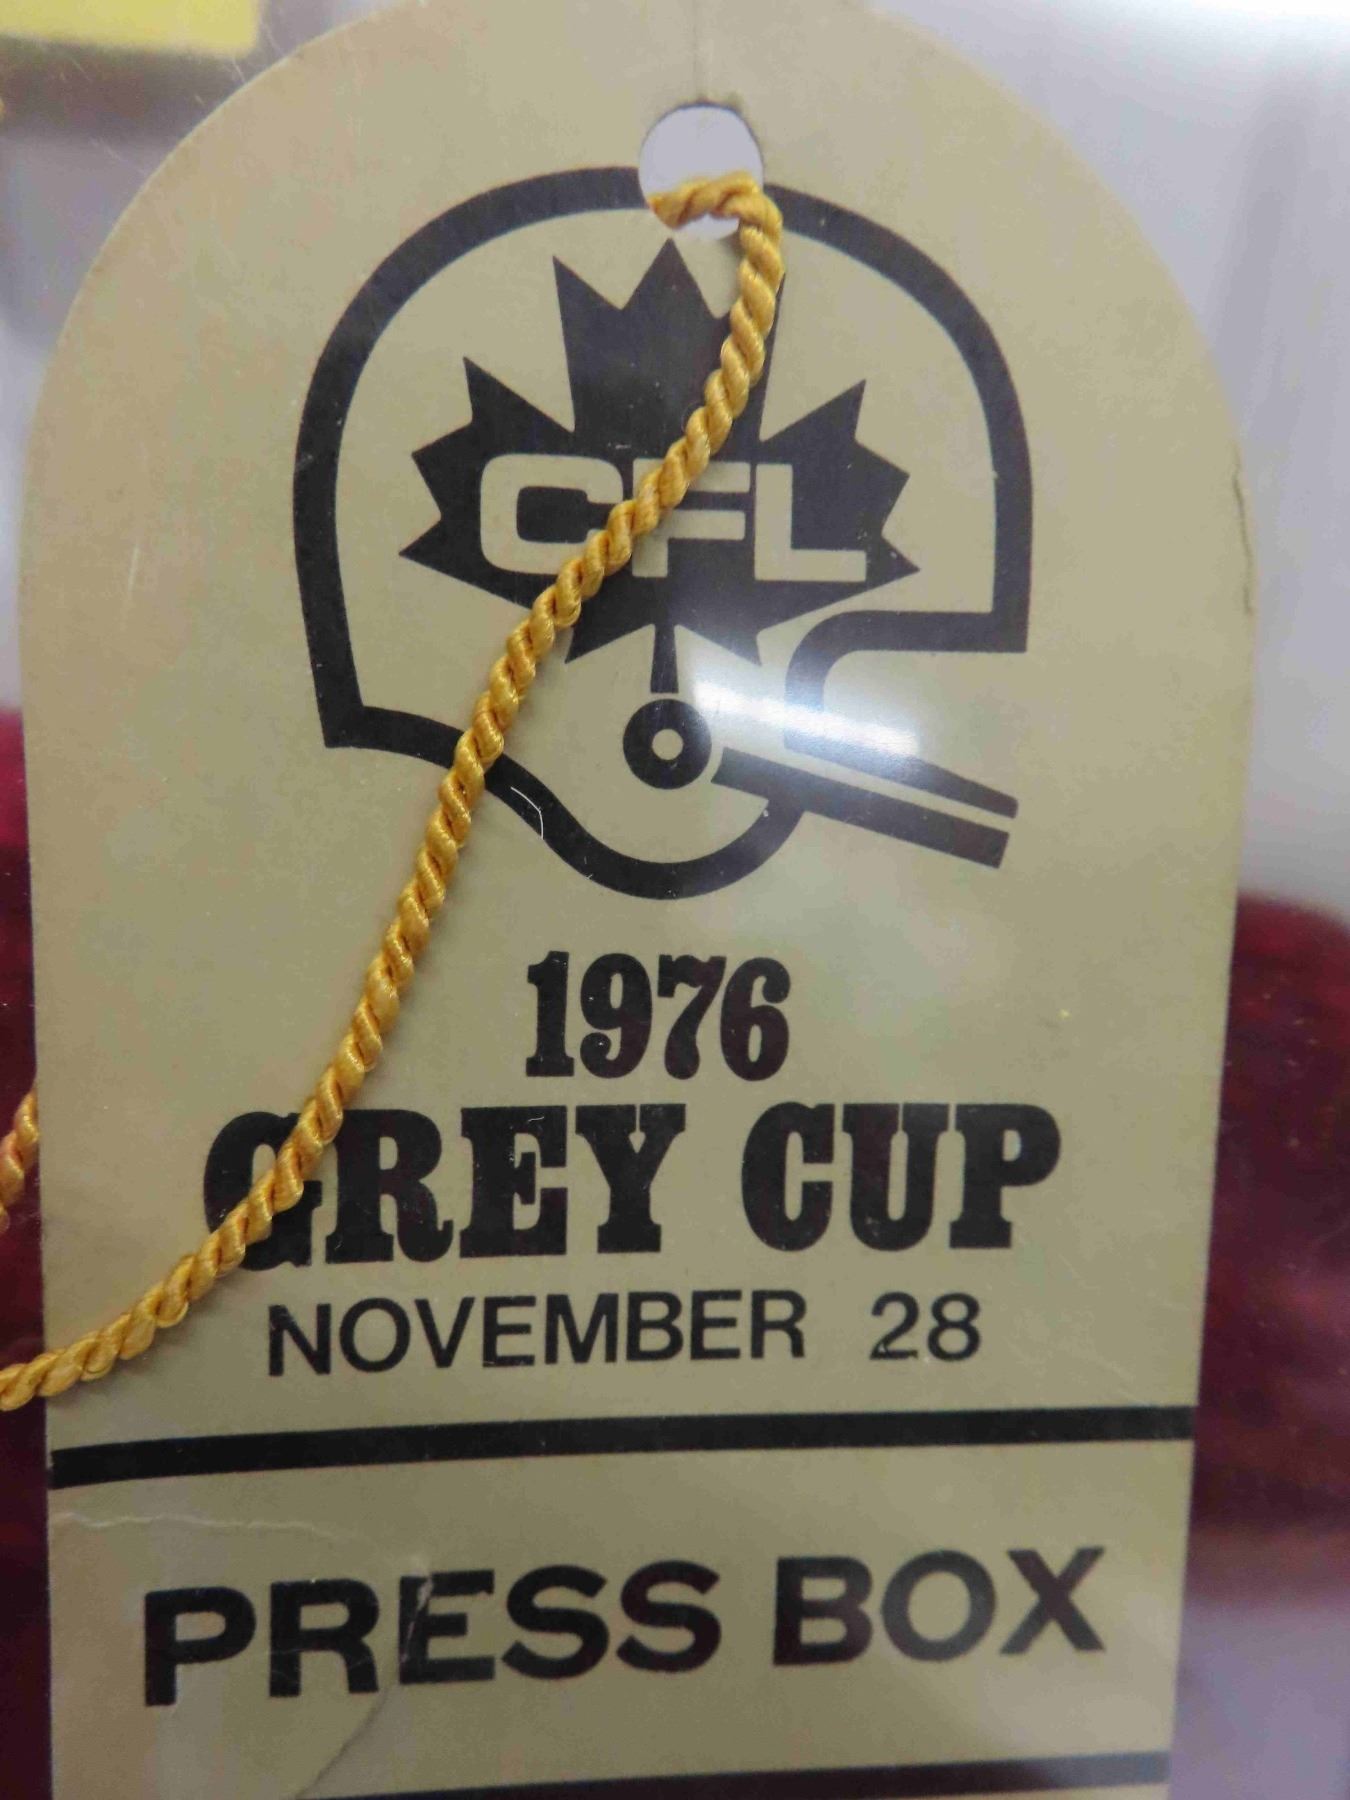 CFL
1976
GREY CUP
NOVEMBER 28
PRESS BOX